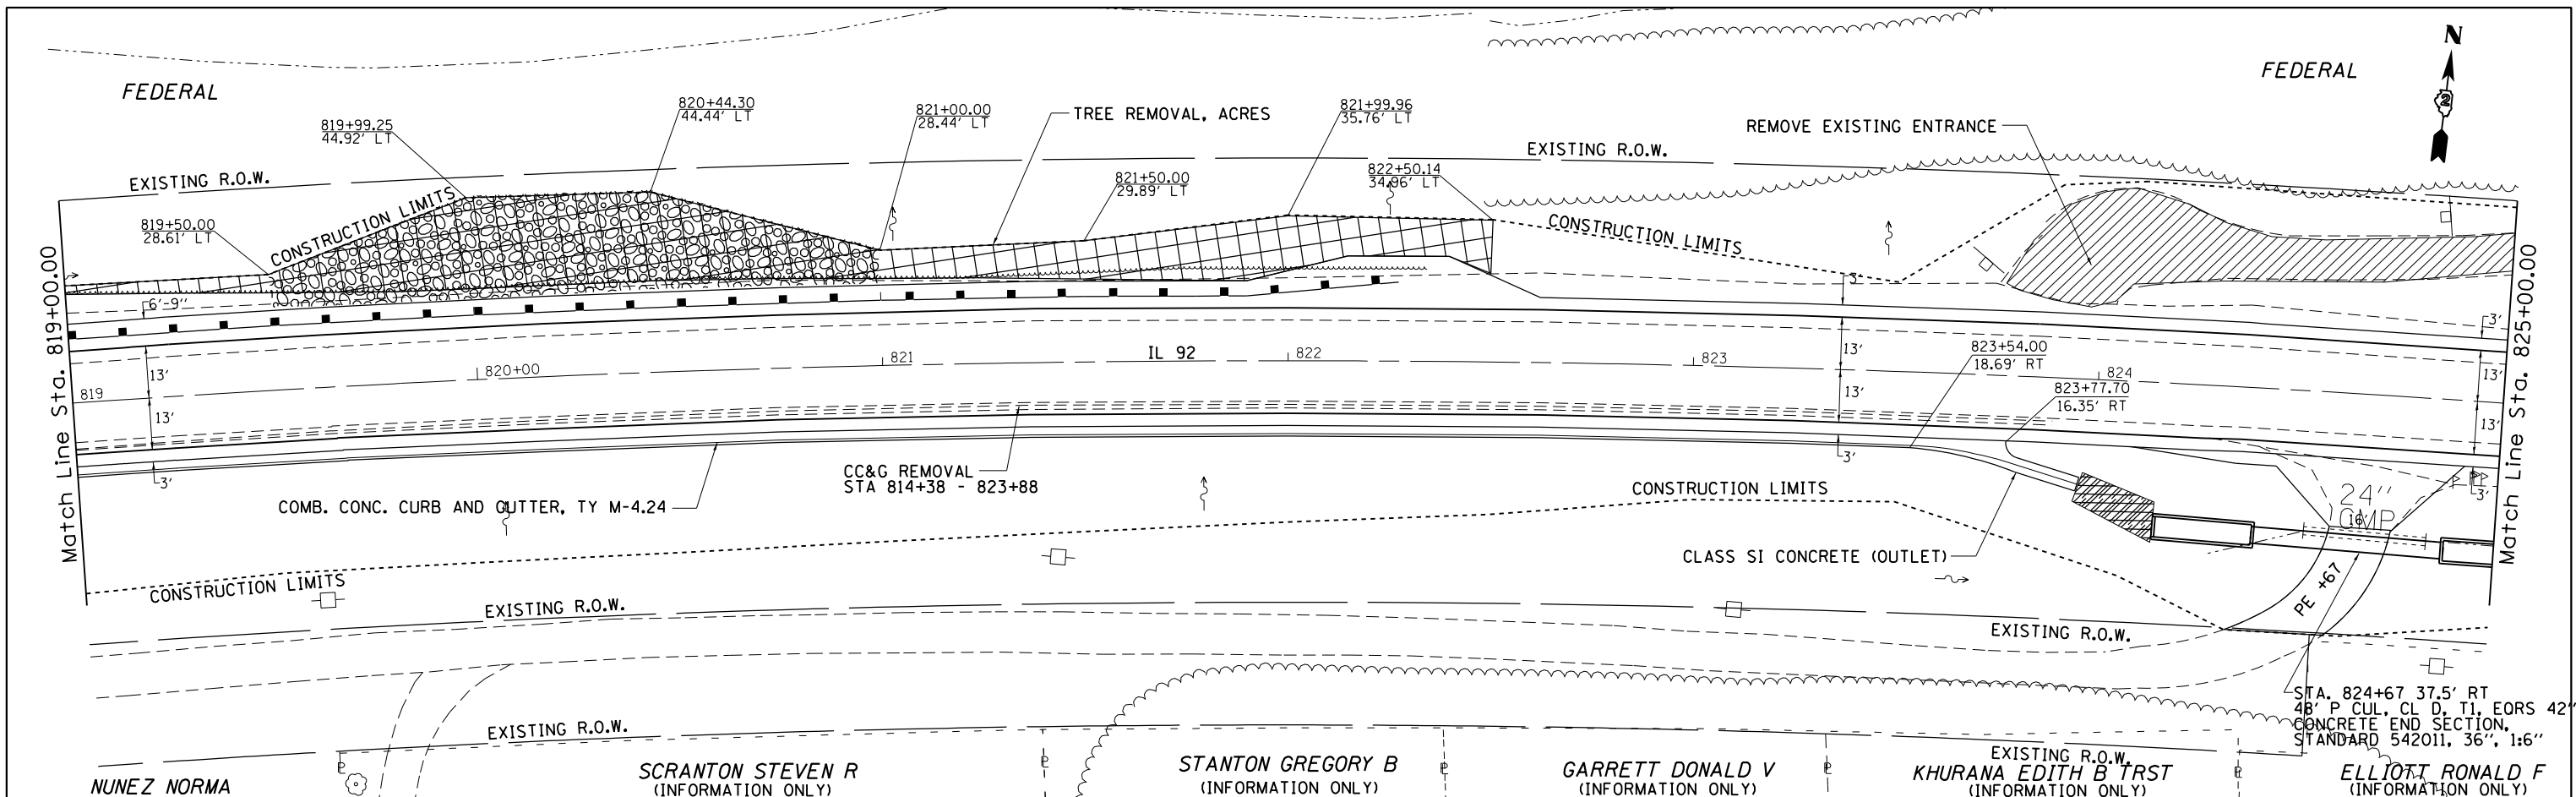 FEDERAL
FEDERAL
N
2
820+44.30
44.44' LT
821+00.00
28.44' LT
TREE REMOVAL, ACRES
821+99.96
35.76' LT
819+99.25
44.92' LT
REMOVE EXISTING ENTRANCE
EXISTING R.O.W.
EXISTING R.O.W.
821+50.00
29.89' LT
822+50.14
34.96' LT
CONSTRUCTION LIMITS
819+50.00
28.61' LT
CONSTRUCTION LIMITS
Match Line Sta. 819+00.00
Match Line Sta. 825+00.00
6'-9"
3'
3'
13'
13'
13'
13'
13'
13'
3'
3'
3'
819
820+00
821
IL 92
822
823
824
823+54.00
18.69' RT
823+77.70
16.35' RT
CC&G REMOVAL
STA 814+38 - 823+88
COMB. CONC. CURB AND GUTTER, TY M-4.24
CONSTRUCTION LIMITS
24"
CMP
16'
CLASS SI CONCRETE (OUTLET)
PE +67
CONSTRUCTION LIMITS
EXISTING R.O.W.
EXISTING R.O.W.
STA. 824+67 37.5' RT
48' P CUL, CL D, T1, EORS 42"
CONCRETE END SECTION,
STANDARD 542011, 36", 1:6"
EXISTING R.O.W.
EXISTING R.O.W.
P
P
P
P
P
NUNEZ NORMA
SCRANTON STEVEN R
(INFORMATION ONLY)
STANTON GREGORY B
(INFORMATION ONLY)
GARRETT DONALD V
(INFORMATION ONLY)
KHURANA EDITH B TRST
(INFORMATION ONLY)
ELLIOTT RONALD F
(INFORMATION ONLY)